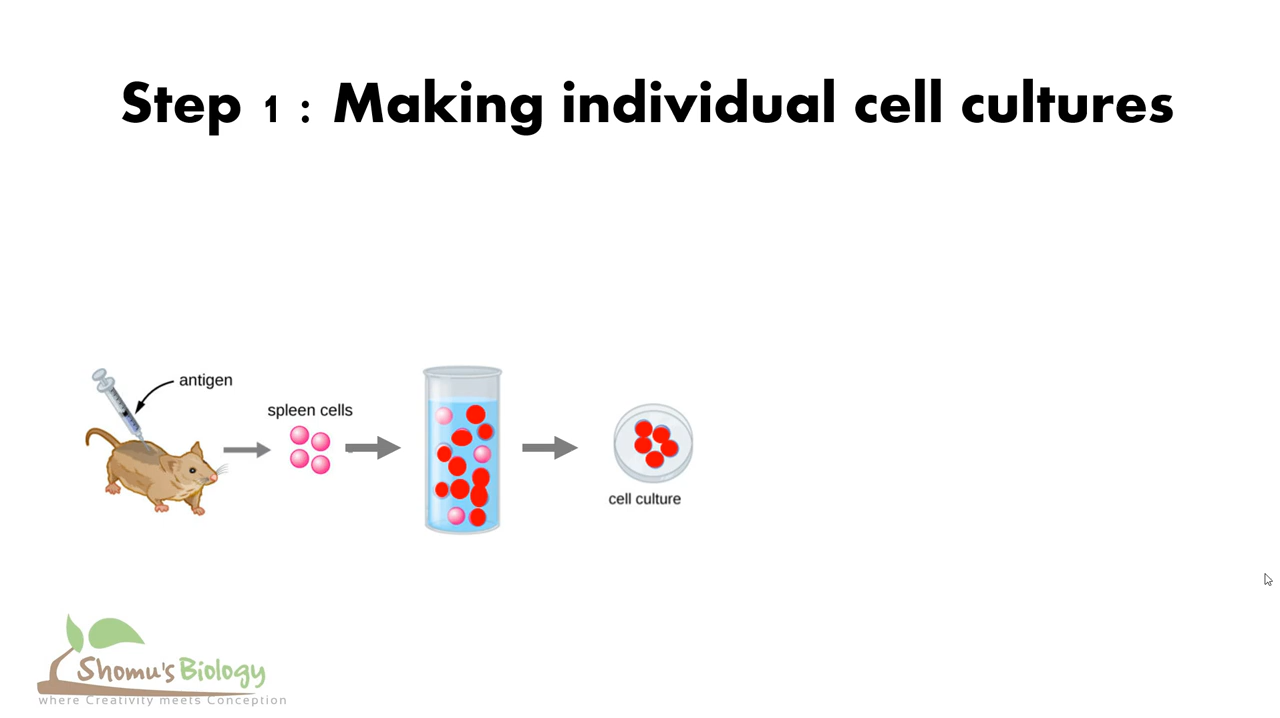 Step 1 : Making individual cell cultures
antigen
spleen cells
cell culture
Shomu's Biology
where Creativity meets Conception